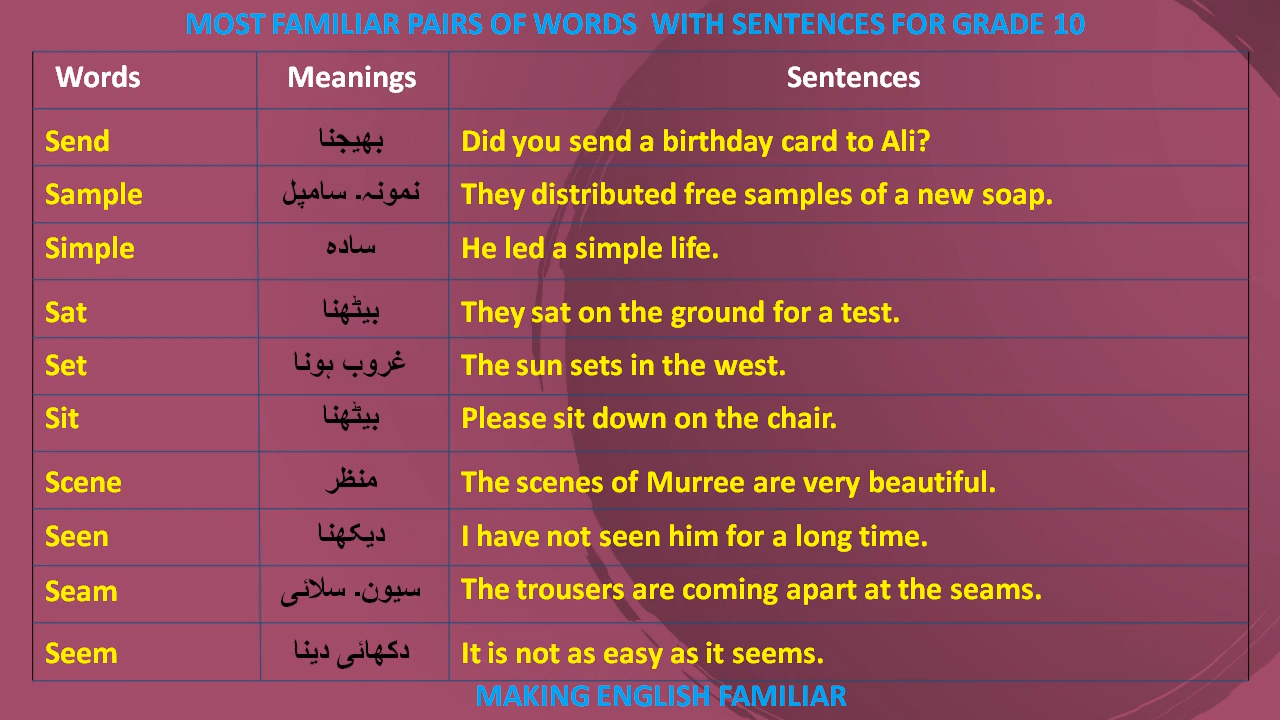 MOST FAMILIAR PAIRS OF WORDS WITH SENTENCES FOR GRADE 10
Words Meanings Sentences
Send بھیجنا Did you send a birthday card to Ali?
Sample نمونہ۔ سامپل They distributed free samples of a new soap.
Simple سادہ He led a simple life.
Sat بیٹھنا They sat on the ground for a test.
Set غروب ہونا The sun sets in the west.
Sit بیٹھنا Please sit down on the chair.
Scene منظر The scenes of Murree are very beautiful.
Seen دیکھنا I have not seen him for a long time.
Seam سیون۔ سلائی The trousers are coming apart at the seams.
Seem دکھائی دینا It is not as easy as it seems.
MAKING ENGLISH FAMILIAR